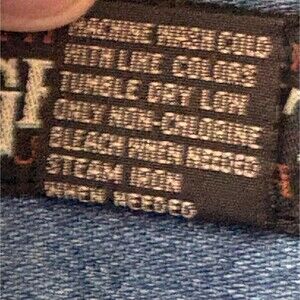 MACHINE WASH COLD
WITH LIKE COLORS
TUMBLE DRY LOW
ONLY NON-CHLORINE
BLEACH WHEN NEEDED
STEAM IRON
WHEN NEEDED